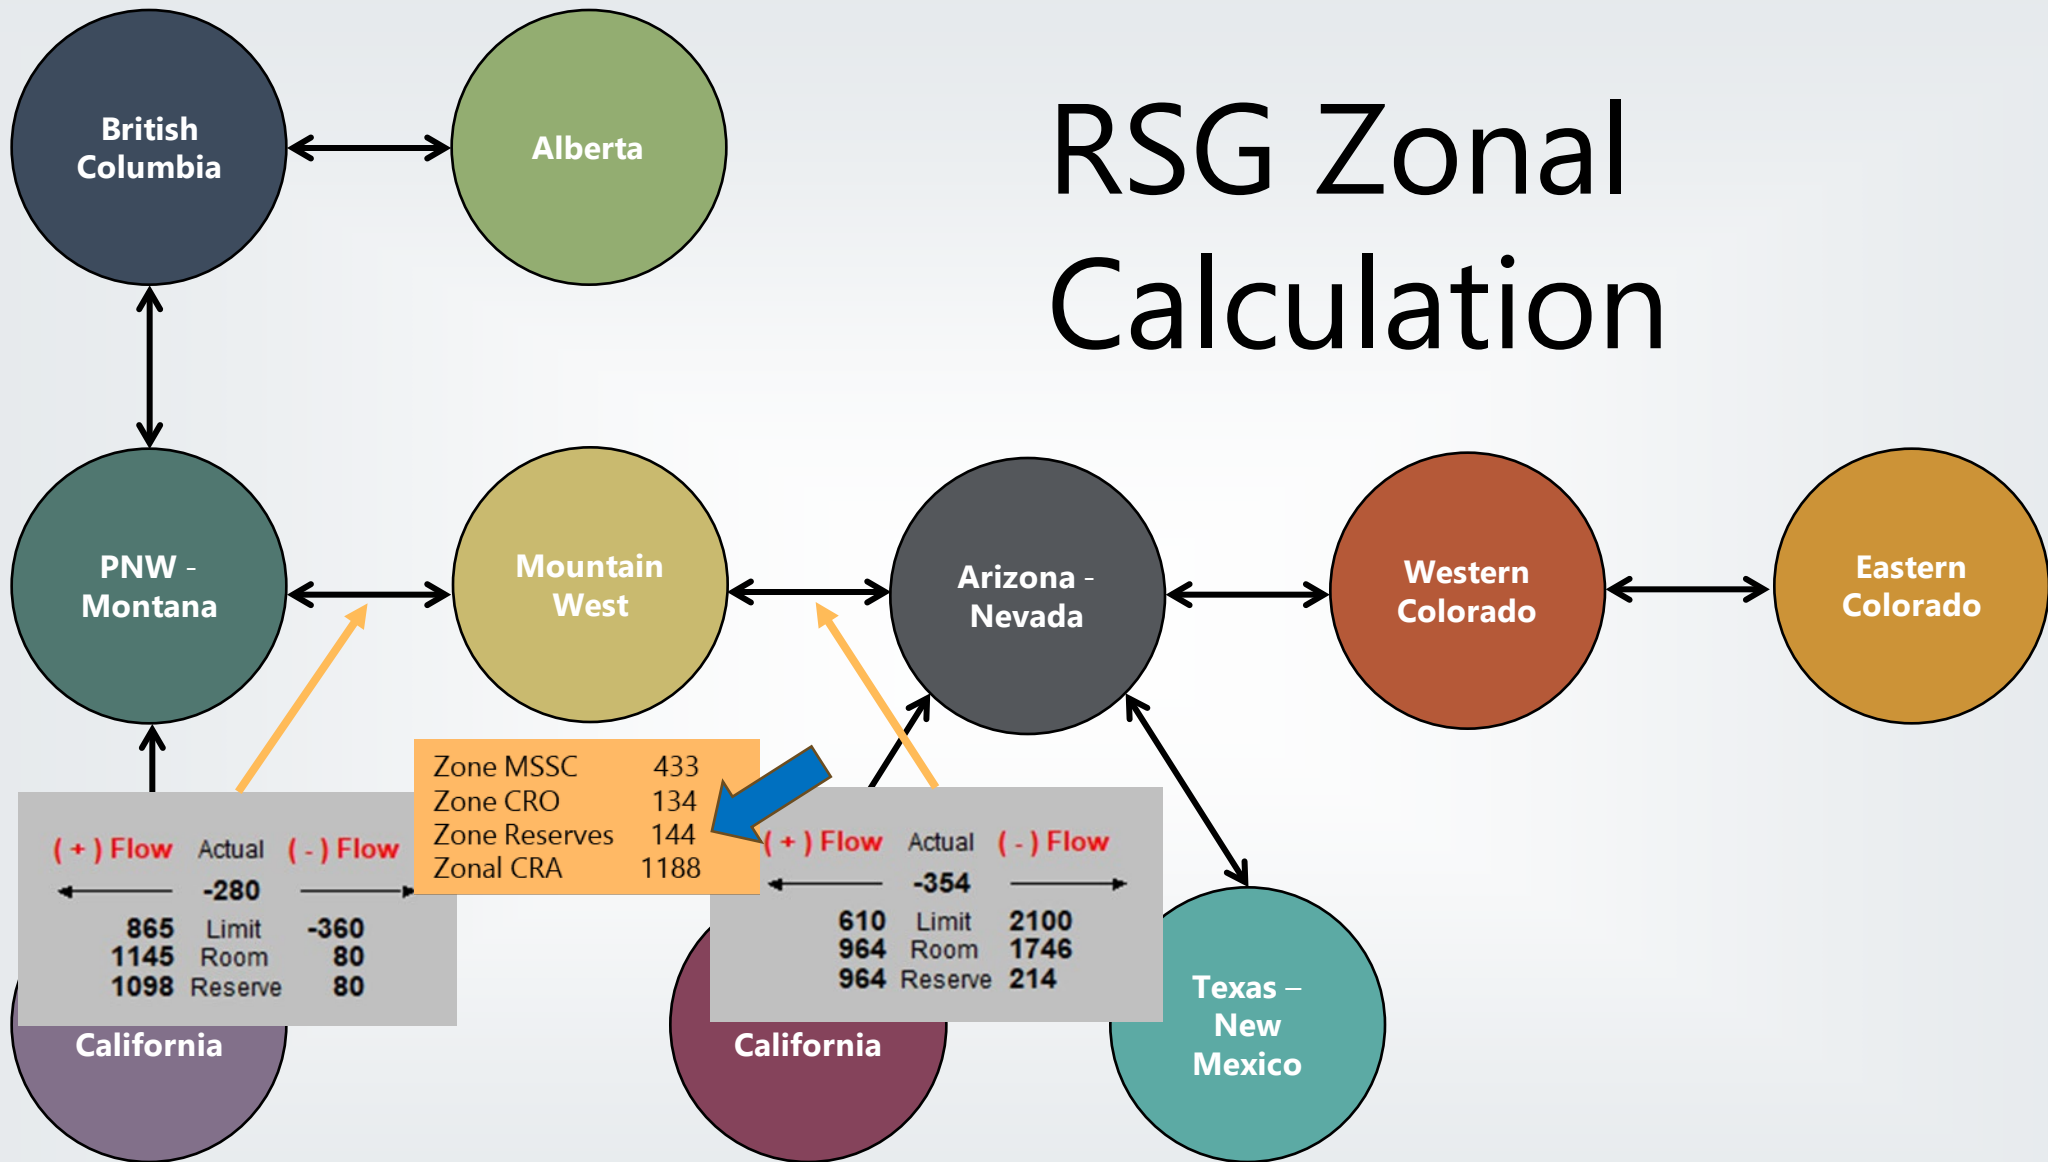 RSG Zonal
Calculation
British
Columbia
Alberta
PNW -
Montana
Mountain
West
Arizona -
Nevada
Western
Colorado
Eastern
Colorado
Zone MSSC 433
Zone CRO 134
Zone Reserves 144
Zonal CRA 1188
( + ) Flow Actual ( - ) Flow
-280
865 Limit -360
1145 Room 80
1098 Reserve 80
( + ) Flow Actual ( - ) Flow
-354
610 Limit 2100
964 Room 1746
964 Reserve 214
California
California
Texas –
New
Mexico